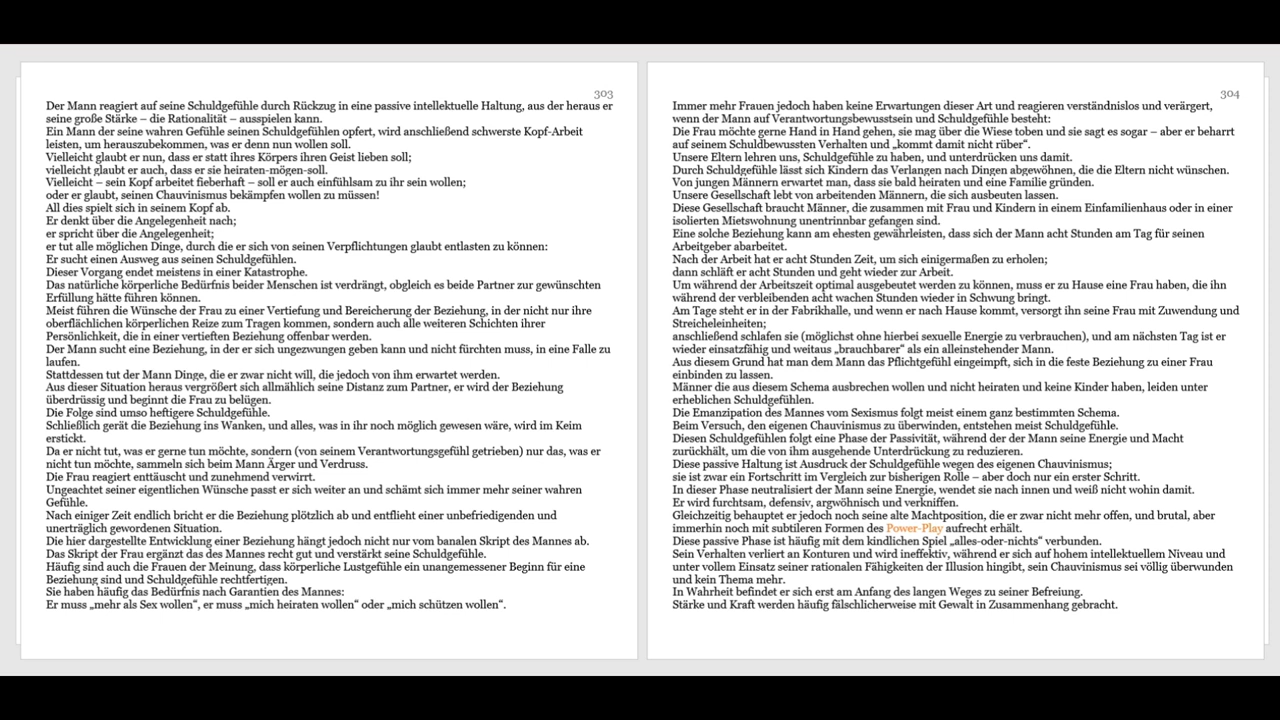 303
Der Mann reagiert auf seine Schuldgefühle durch Rückzug in eine passive intellektuelle Haltung, aus der heraus er
seine große Stärke – die Rationalität – ausspielen kann.
Ein Mann der seine wahren Gefühle seinen Schuldgefühlen opfert, wird anschließend schwerste Kopf-Arbeit
leisten, um herauszubekommen, was er denn nun wollen soll.
Vielleicht glaubt er nun, dass er statt ihres Körpers ihren Geist lieben soll;
vielleicht glaubt er auch, dass er sie heiraten-mögen-soll.
Vielleicht – sein Kopf arbeitet fieberhaft – soll er auch einfühlsam zu ihr sein wollen;
oder er glaubt, seinen Chauvinismus bekämpfen wollen zu müssen!
All dies spielt sich in seinem Kopf ab.
Er denkt über die Angelegenheit nach;
er spricht über die Angelegenheit;
er tut alle möglichen Dinge, durch die er sich von seinen Verpflichtungen glaubt entlasten zu können:
Er sucht einen Ausweg aus seinen Schuldgefühlen.
Dieser Vorgang endet meistens in einer Katastrophe.
Das natürliche körperliche Bedürfnis beider Menschen ist verdrängt, obgleich es beide Partner zur gewünschten
Erfüllung hätte führen können.
Meist führen die Wünsche der Frau zu einer Vertiefung und Bereicherung der Beziehung, in der nicht nur ihre
oberflächlichen körperlichen Reize zum Tragen kommen, sondern auch alle weiteren Schichten ihrer
Persönlichkeit, die in einer vertieften Beziehung offenbar werden.
Der Mann sucht eine Beziehung, in der er sich ungezwungen geben kann und nicht fürchten muss, in eine Falle zu
laufen.
Stattdessen tut der Mann Dinge, die er zwar nicht will, die jedoch von ihm erwartet werden.
Aus dieser Situation heraus vergrößert sich allmählich seine Distanz zum Partner, er wird der Beziehung
überdrüssig und beginnt die Frau zu belügen.
Die Folge sind umso heftigere Schuldgefühle.
Schließlich gerät die Beziehung ins Wanken, und alles, was in ihr noch möglich gewesen wäre, wird im Keim
erstickt.
Da er nicht tut, was er gerne tun möchte, sondern (von seinem Verantwortungsgefühl getrieben) nur das, was er
nicht tun möchte, sammeln sich beim Mann Ärger und Verdruss.
Die Frau reagiert enttäuscht und zunehmend verwirrt.
Ungeachtet seiner eigentlichen Wünsche passt er sich weiter an und schämt sich immer mehr seiner wahren
Gefühle.
Nach einiger Zeit endlich bricht er die Beziehung plötzlich ab und entflieht einer unbefriedigenden und
unerträglich gewordenen Situation.
Die hier dargestellte Entwicklung einer Beziehung hängt jedoch nicht nur vom banalen Skript des Mannes ab.
Das Skript der Frau ergänzt das des Mannes recht gut und verstärkt seine Schuldgefühle.
Häufig sind auch die Frauen der Meinung, dass körperliche Lustgefühle ein unangemessener Beginn für eine
Beziehung sind und Schuldgefühle rechtfertigen.
Sie haben häufig das Bedürfnis nach Garantien des Mannes:
Er muss „mehr als Sex wollen“, er muss „mich heiraten wollen“ oder „mich schützen wollen“.
304
Immer mehr Frauen jedoch haben keine Erwartungen dieser Art und reagieren verständnislos und verärgert,
wenn der Mann auf Verantwortungsbewusstsein und Schuldgefühle besteht:
Die Frau möchte gerne Hand in Hand gehen, sie mag über die Wiese toben und sie sagt es sogar – aber er beharrt
auf seinem Schuldbewussten Verhalten und „kommt damit nicht rüber“.
Unsere Eltern lehren uns, Schuldgefühle zu haben, und unterdrücken uns damit.
Durch Schuldgefühle lässt sich Kindern das Verlangen nach Dingen abgewöhnen, die die Eltern nicht wünschen.
Von jungen Männern erwartet man, dass sie bald heiraten und eine Familie gründen.
Unsere Gesellschaft lebt von arbeitenden Männern, die sich ausbeuten lassen.
Diese Gesellschaft braucht Männer, die zusammen mit Frau und Kindern in einem Einfamilienhaus oder in einer
isolierten Mietswohnung unentrinnbar gefangen sind.
Eine solche Beziehung kann am ehesten gewährleisten, dass sich der Mann acht Stunden am Tag für seinen
Arbeitgeber abarbeitet.
Nach der Arbeit hat er acht Stunden Zeit, um sich einigermaßen zu erholen;
dann schläft er acht Stunden und geht wieder zur Arbeit.
Um während der Arbeitszeit optimal ausgebeutet werden zu können, muss er zu Hause eine Frau haben, die ihn
während der verbleibenden acht wachen Stunden wieder in Schwung bringt.
Am Tage steht er in der Fabrikhalle, und wenn er nach Hause kommt, versorgt ihn seine Frau mit Zuwendung und
Streicheleinheiten;
anschließend schlafen sie (möglichst ohne hierbei sexuelle Energie zu verbrauchen), und am nächsten Tag ist er
wieder einsatzfähig und weitaus „brauchbarer“ als ein alleinstehender Mann.
Aus diesem Grund hat man dem Mann das Pflichtgefühl eingeimpft, sich in die feste Beziehung zu einer Frau
einbinden zu lassen.
Männer die aus diesem Schema ausbrechen wollen und nicht heiraten und keine Kinder haben, leiden unter
erheblichen Schuldgefühlen.
Die Emanzipation des Mannes vom Sexismus folgt meist einem ganz bestimmten Schema.
Beim Versuch, den eigenen Chauvinismus zu überwinden, entstehen meist Schuldgefühle.
Diesen Schuldgefühlen folgt eine Phase der Passivität, während der der Mann seine Energie und Macht
zurückhält, um die von ihm ausgehende Unterdrückung zu reduzieren.
Diese passive Haltung ist Ausdruck der Schuldgefühle wegen des eigenen Chauvinismus;
sie ist zwar ein Fortschritt im Vergleich zur bisherigen Rolle – aber doch nur ein erster Schritt.
In dieser Phase neutralisiert der Mann seine Energie, wendet sie nach innen und weiß nicht wohin damit.
Er wird furchtsam, defensiv, argwöhnisch und verkniffen.
Gleichzeitig behauptet er jedoch noch seine alte Machtposition, die er zwar nicht mehr offen, und brutal, aber
immerhin noch mit subtileren Formen des Power-Play aufrecht erhält.
Diese passive Phase ist häufig mit dem kindlichen Spiel „alles-oder-nichts“ verbunden.
Sein Verhalten verliert an Konturen und wird ineffektiv, während er sich auf hohem intellektuellem Niveau und
unter vollem Einsatz seiner rationalen Fähigkeiten der Illusion hingibt, sein Chauvinismus sei völlig überwunden
und kein Thema mehr.
In Wahrheit befindet er sich erst am Anfang des langen Weges zu seiner Befreiung.
Stärke und Kraft werden häufig fälschlicherweise mit Gewalt in Zusammenhang gebracht.